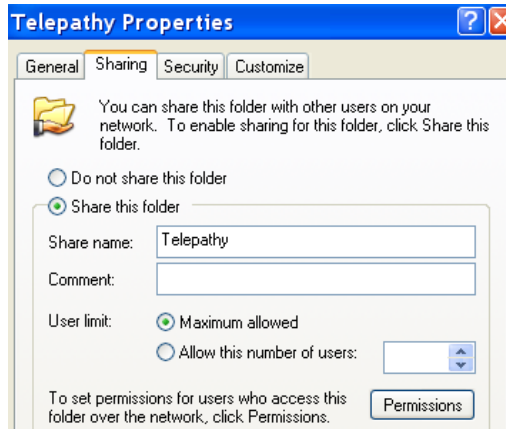 Telepathy Properties
General Sharing Security Customize
You can share this folder with other users on your
network. To enable sharing for this folder, click Share this
folder.
Do not share this folder
Share this folder
Share name: Telepathy
Comment:
User limit: Maximum allowed
Allow this number of users:
To set permissions for users who access this
folder over the network, click Permissions.
Permissions